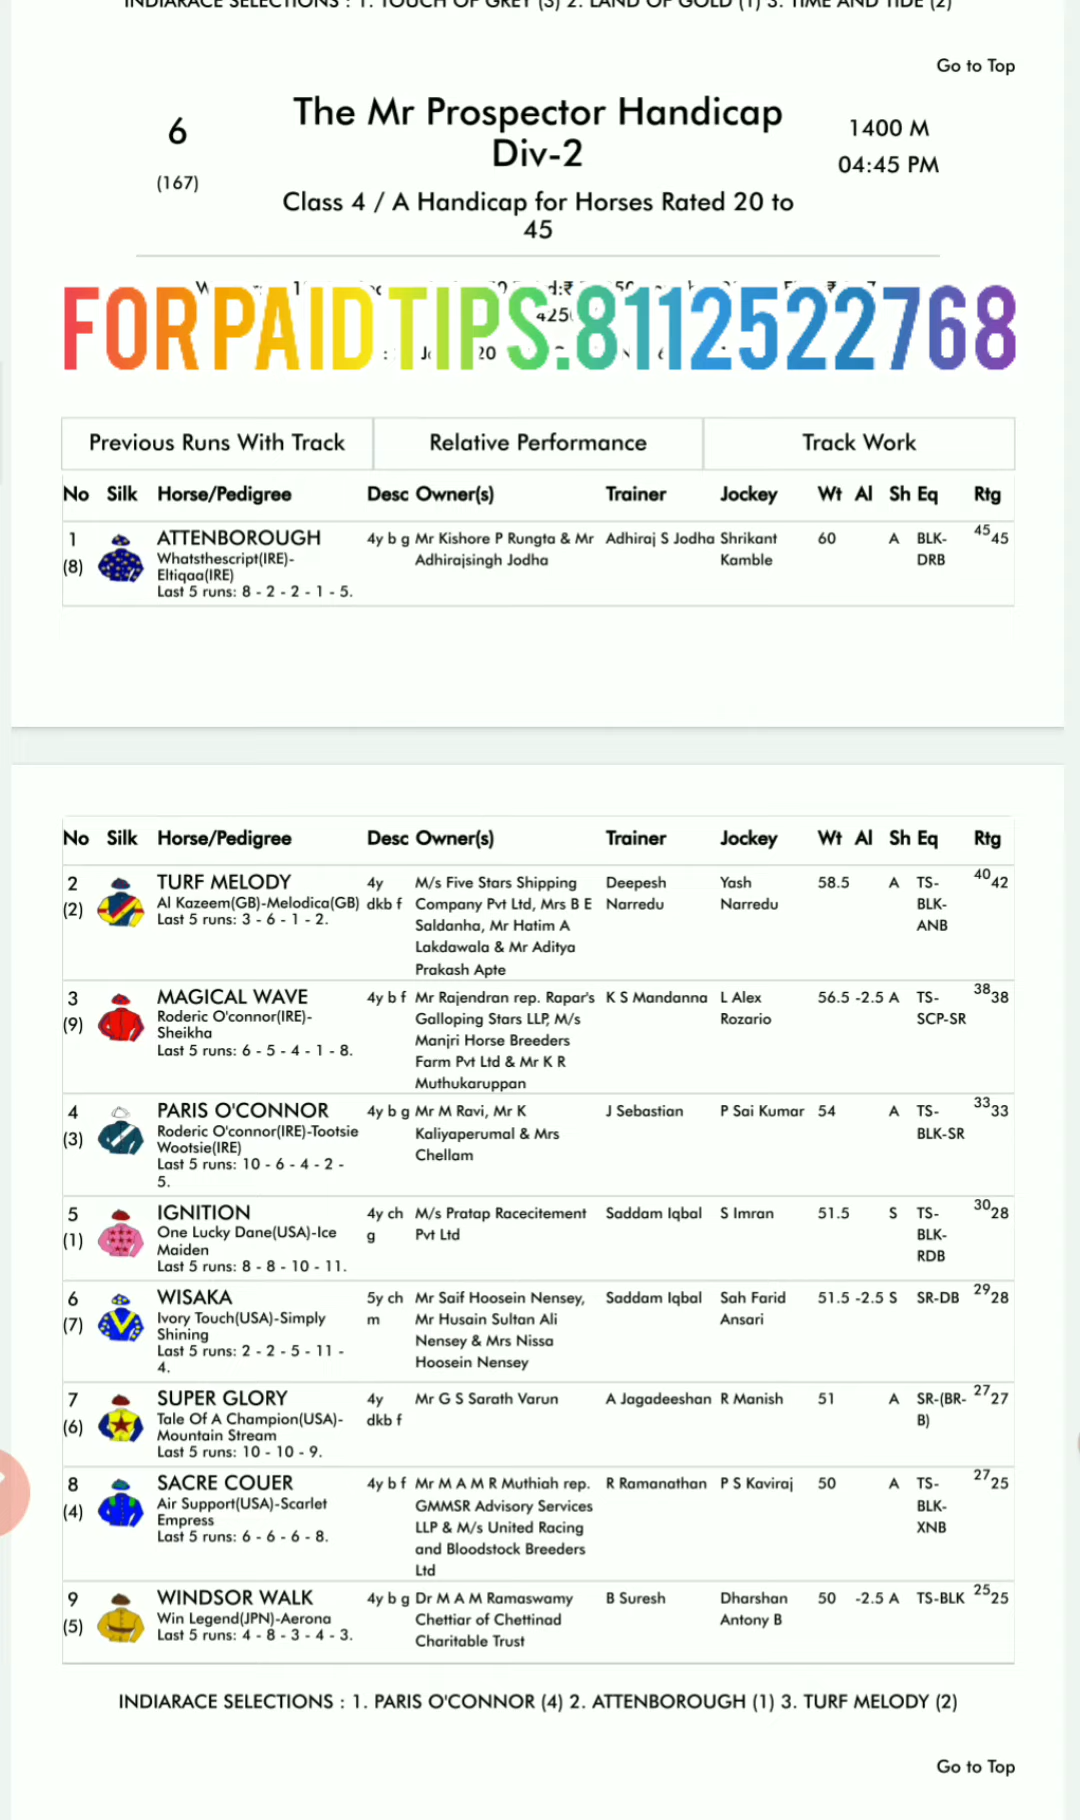 INDIARACE SELECTIONS : 1. TOUCH OF GREY (3) 2. LAND OF GOLD (1) 3. TIME AND TIDE (2)
Go to Top
6
(167)
The Mr Prospector Handicap
Div-2
1400 M
04:45 PM
Class 4 / A Handicap for Horses Rated 20 to
45
FOR PAID TIPS:8112522768
Previous Runs With Track Relative Performance Track Work
No Silk Horse/Pedigree Desc Owner(s) Trainer Jockey Wt Al Sh Eq Rtg
1 ATTENBOROUGH 4y b g Mr Kishore P Rungta & Mr Adhiraj S Jodha Shrikant 60 A BLK- 45 45
(8) Whatsthescript(IRE)- Adhirajsingh Jodha Kamble DRB
Eltiqaa(IRE)
Last 5 runs: 8 - 2 - 2 - 1 - 5.
No Silk Horse/Pedigree Desc Owner(s) Trainer Jockey Wt Al Sh Eq Rtg
2 TURF MELODY 4y M/s Five Stars Shipping Deepesh Yash 58.5 A TS- 40 42
(2) Al Kazeem(GB)-Melodica(GB) dkb f Company Pvt Ltd, Mrs B E Narredu Narredu BLK-
Last 5 runs: 3 - 6 - 1 - 2. Saldanha, Mr Hatim A ANB
Lakdawala & Mr Aditya
Prakash Apte
3 MAGICAL WAVE 4y b f Mr Rajendran rep. Rapar's K S Mandanna L Alex 56.5 -2.5 A TS- 38 38
(9) Roderic O'connor(IRE)- Galloping Stars LLP, M/s Rozario SCP-SR
Sheikha Manjri Horse Breeders
Last 5 runs: 6 - 5 - 4 - 1 - 8. Farm Pvt Ltd & Mr K R
Muthukaruppan
4 PARIS O'CONNOR 4y b g Mr M Ravi, Mr K J Sebastian P Sai Kumar 54 A TS- 33 33
(3) Roderic O'connor(IRE)-Tootsie Kaliyaperumal & Mrs BLK-SR
Wootsie(IRE) Chellam
Last 5 runs: 10 - 6 - 4 - 2 -
5.
5 IGNITION 4y ch M/s Pratap Racecitement Saddam Iqbal S Imran 51.5 S TS- 30 28
(1) One Lucky Dane(USA)-Ice g Pvt Ltd BLK-
Maiden RDB
Last 5 runs: 8 - 8 - 10 - 11.
6 WISAKA 5y ch Mr Saif Hoosein Nensey, Saddam Iqbal Sah Farid 51.5 -2.5 S SR-DB 29 28
(7) Ivory Touch(USA)-Simply m Mr Husain Sultan Ali Ansari
Shining Nensey & Mrs Nissa
Last 5 runs: 2 - 2 - 5 - 11 - Hoosein Nensey
4.
7 SUPER GLORY 4y Mr G S Sarath Varun A Jagadeeshan R Manish 51 A SR-(BR- 27 27
(6) Tale Of A Champion(USA)- dkb f B)
Mountain Stream
Last 5 runs: 10 - 10 - 9.
8 SACRE COUER 4y b f Mr M A M R Muthiah rep. R Ramanathan P S Kaviraj 50 A TS- 27 25
(4) Air Support(USA)-Scarlet GMMSR Advisory Services BLK-
Empress LLP & M/s United Racing XNB
Last 5 runs: 6 - 6 - 6 - 8. and Bloodstock Breeders
Ltd
9 WINDSOR WALK 4y b g Dr M A M Ramaswamy B Suresh Dharshan 50 -2.5 A TS-BLK 25 25
(5) Win Legend(JPN)-Aerona Chettiar of Chettinad Antony B
Last 5 runs: 4 - 8 - 3 - 4 - 3. Charitable Trust
INDIARACE SELECTIONS : 1. PARIS O'CONNOR (4) 2. ATTENBOROUGH (1) 3. TURF MELODY (2)
Go to Top